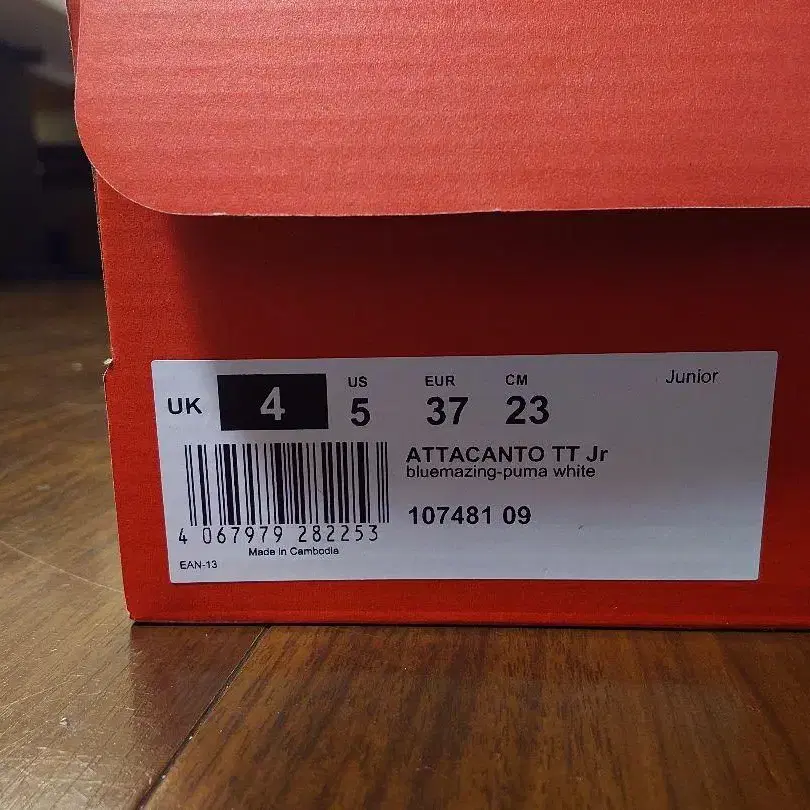 UK 4 US 5 EUR 37 CM 23 Junior
ATTACANTO TT Jr
bluemazing-puma white
107481 09
4 067979 282253
Made in Cambodia
EAN-13